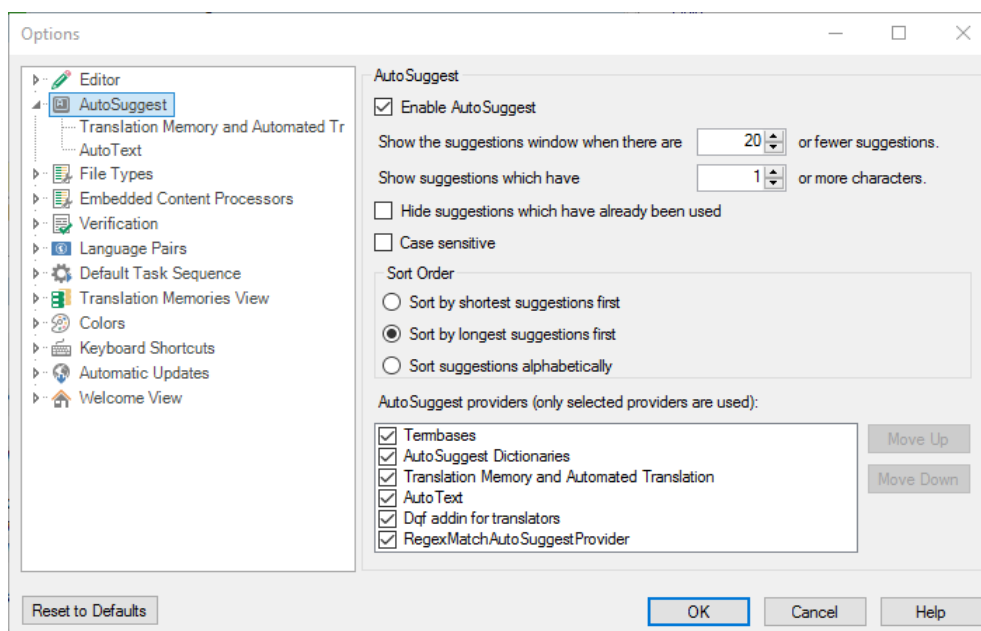 Options
Editor
AutoSuggest
Translation Memory and Automated Tr
AutoText
File Types
Embedded Content Processors
Verification
Language Pairs
Default Task Sequence
Translation Memories View
Colors
Keyboard Shortcuts
Automatic Updates
Welcome View
AutoSuggest
Enable AutoSuggest
Show the suggestions window when there are 20 or fewer suggestions.
Show suggestions which have 1 or more characters.
Hide suggestions which have already been used
Case sensitive
Sort Order
Sort by shortest suggestions first
Sort by longest suggestions first
Sort suggestions alphabetically
AutoSuggest providers (only selected providers are used):
Termbases
AutoSuggest Dictionaries
Translation Memory and Automated Translation
AutoText
Dqf addin for translators
RegexMatchAutoSuggestProvider
Move Up
Move Down
Reset to Defaults
OK
Cancel
Help